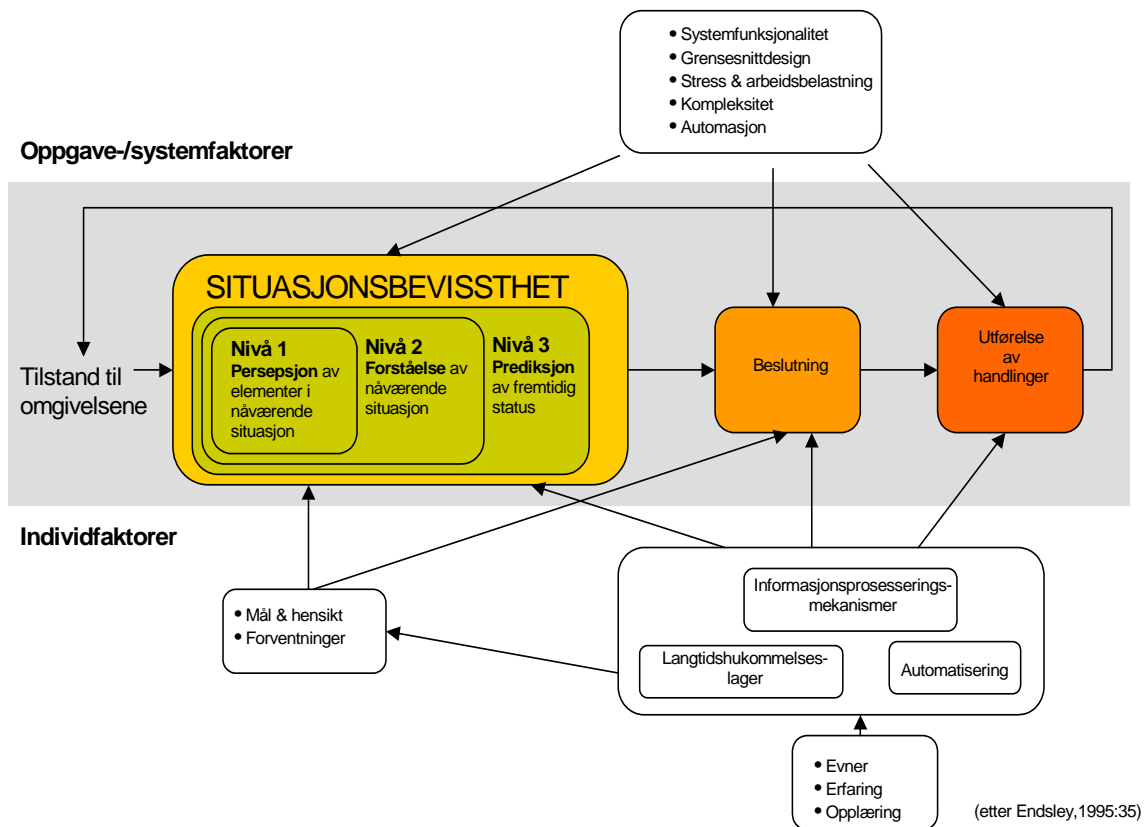 • Systemfunksjonalitet
• Grensesnittdesign
• Stress & arbeidsbelastning
• Kompleksitet
• Automasjon
Oppgave-/systemfaktorer
SITUASJONSBEVISSTHET
Nivå 1
Persepsjon av
elementer i
nåværende
situasjon
Nivå 2
Forståelse av
nåværende
situasjon
Nivå 3
Prediksjon
av fremtidig
status
Tilstand til
omgivelsene
Beslutning
Utførelse
av
handlinger
Individfaktorer
• Mål & hensikt
• Forventninger
Informasjonsprosesserings-
mekanismer
Langtidshukommelses-
lager
Automatisering
• Evner
• Erfaring
• Opplæring
(etter Endsley,1995:35)